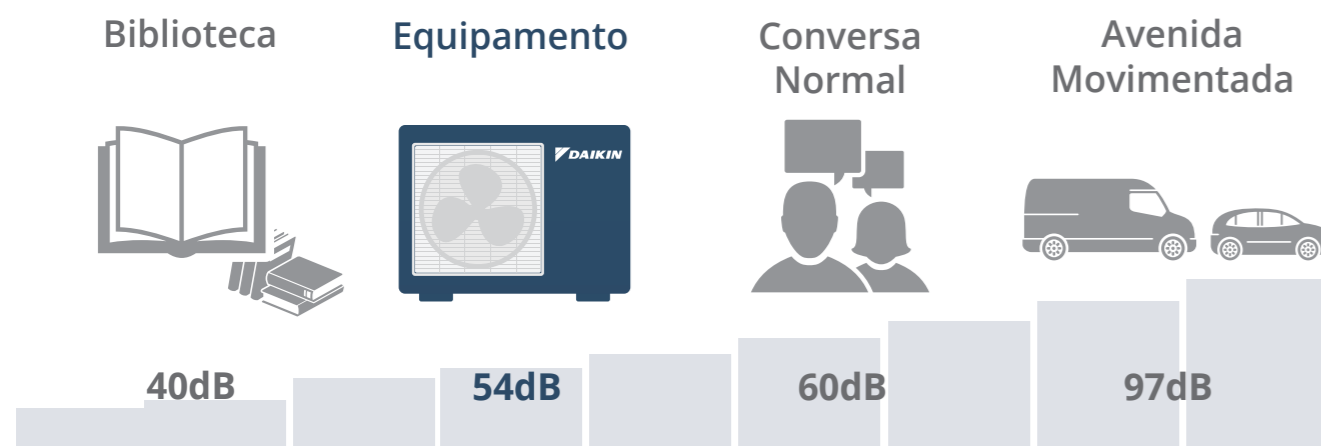 Biblioteca
Equipamento
Conversa
Normal
Avenida
Movimentada
DAIKIN
40dB
54dB
60dB
97dB